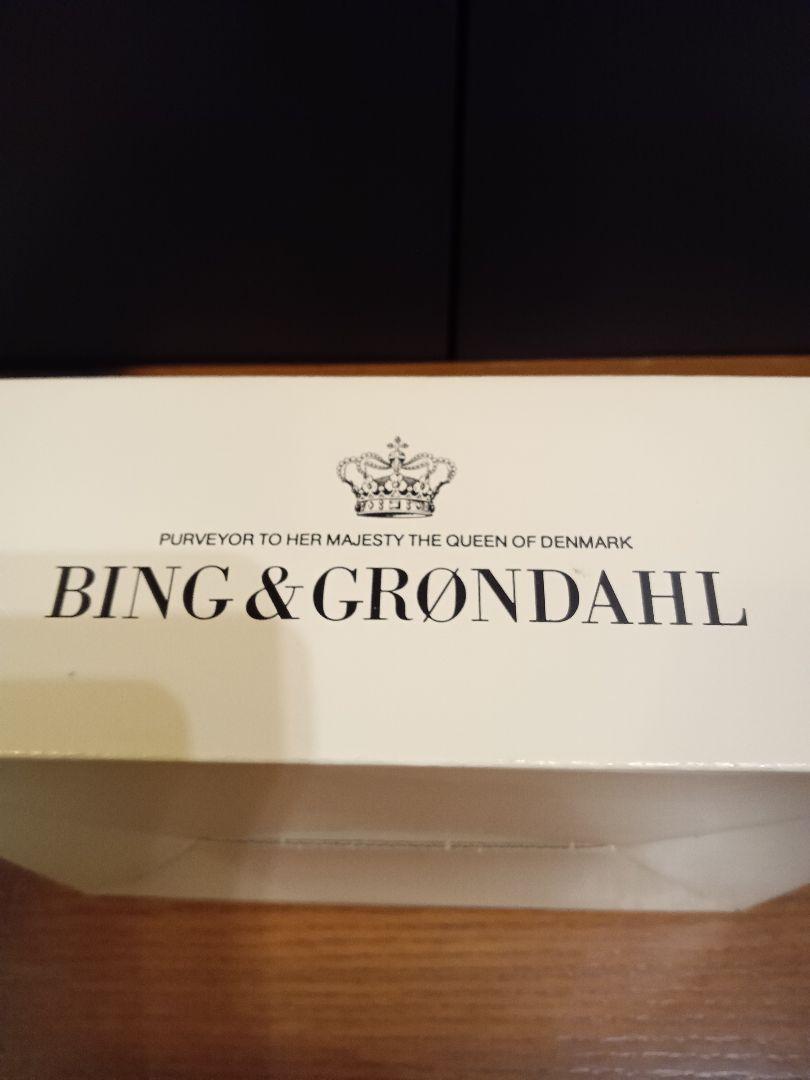 PURVEYOR TO HER MAJESTY THE QUEEN OF DENMARK
BING & GRØNDAHL